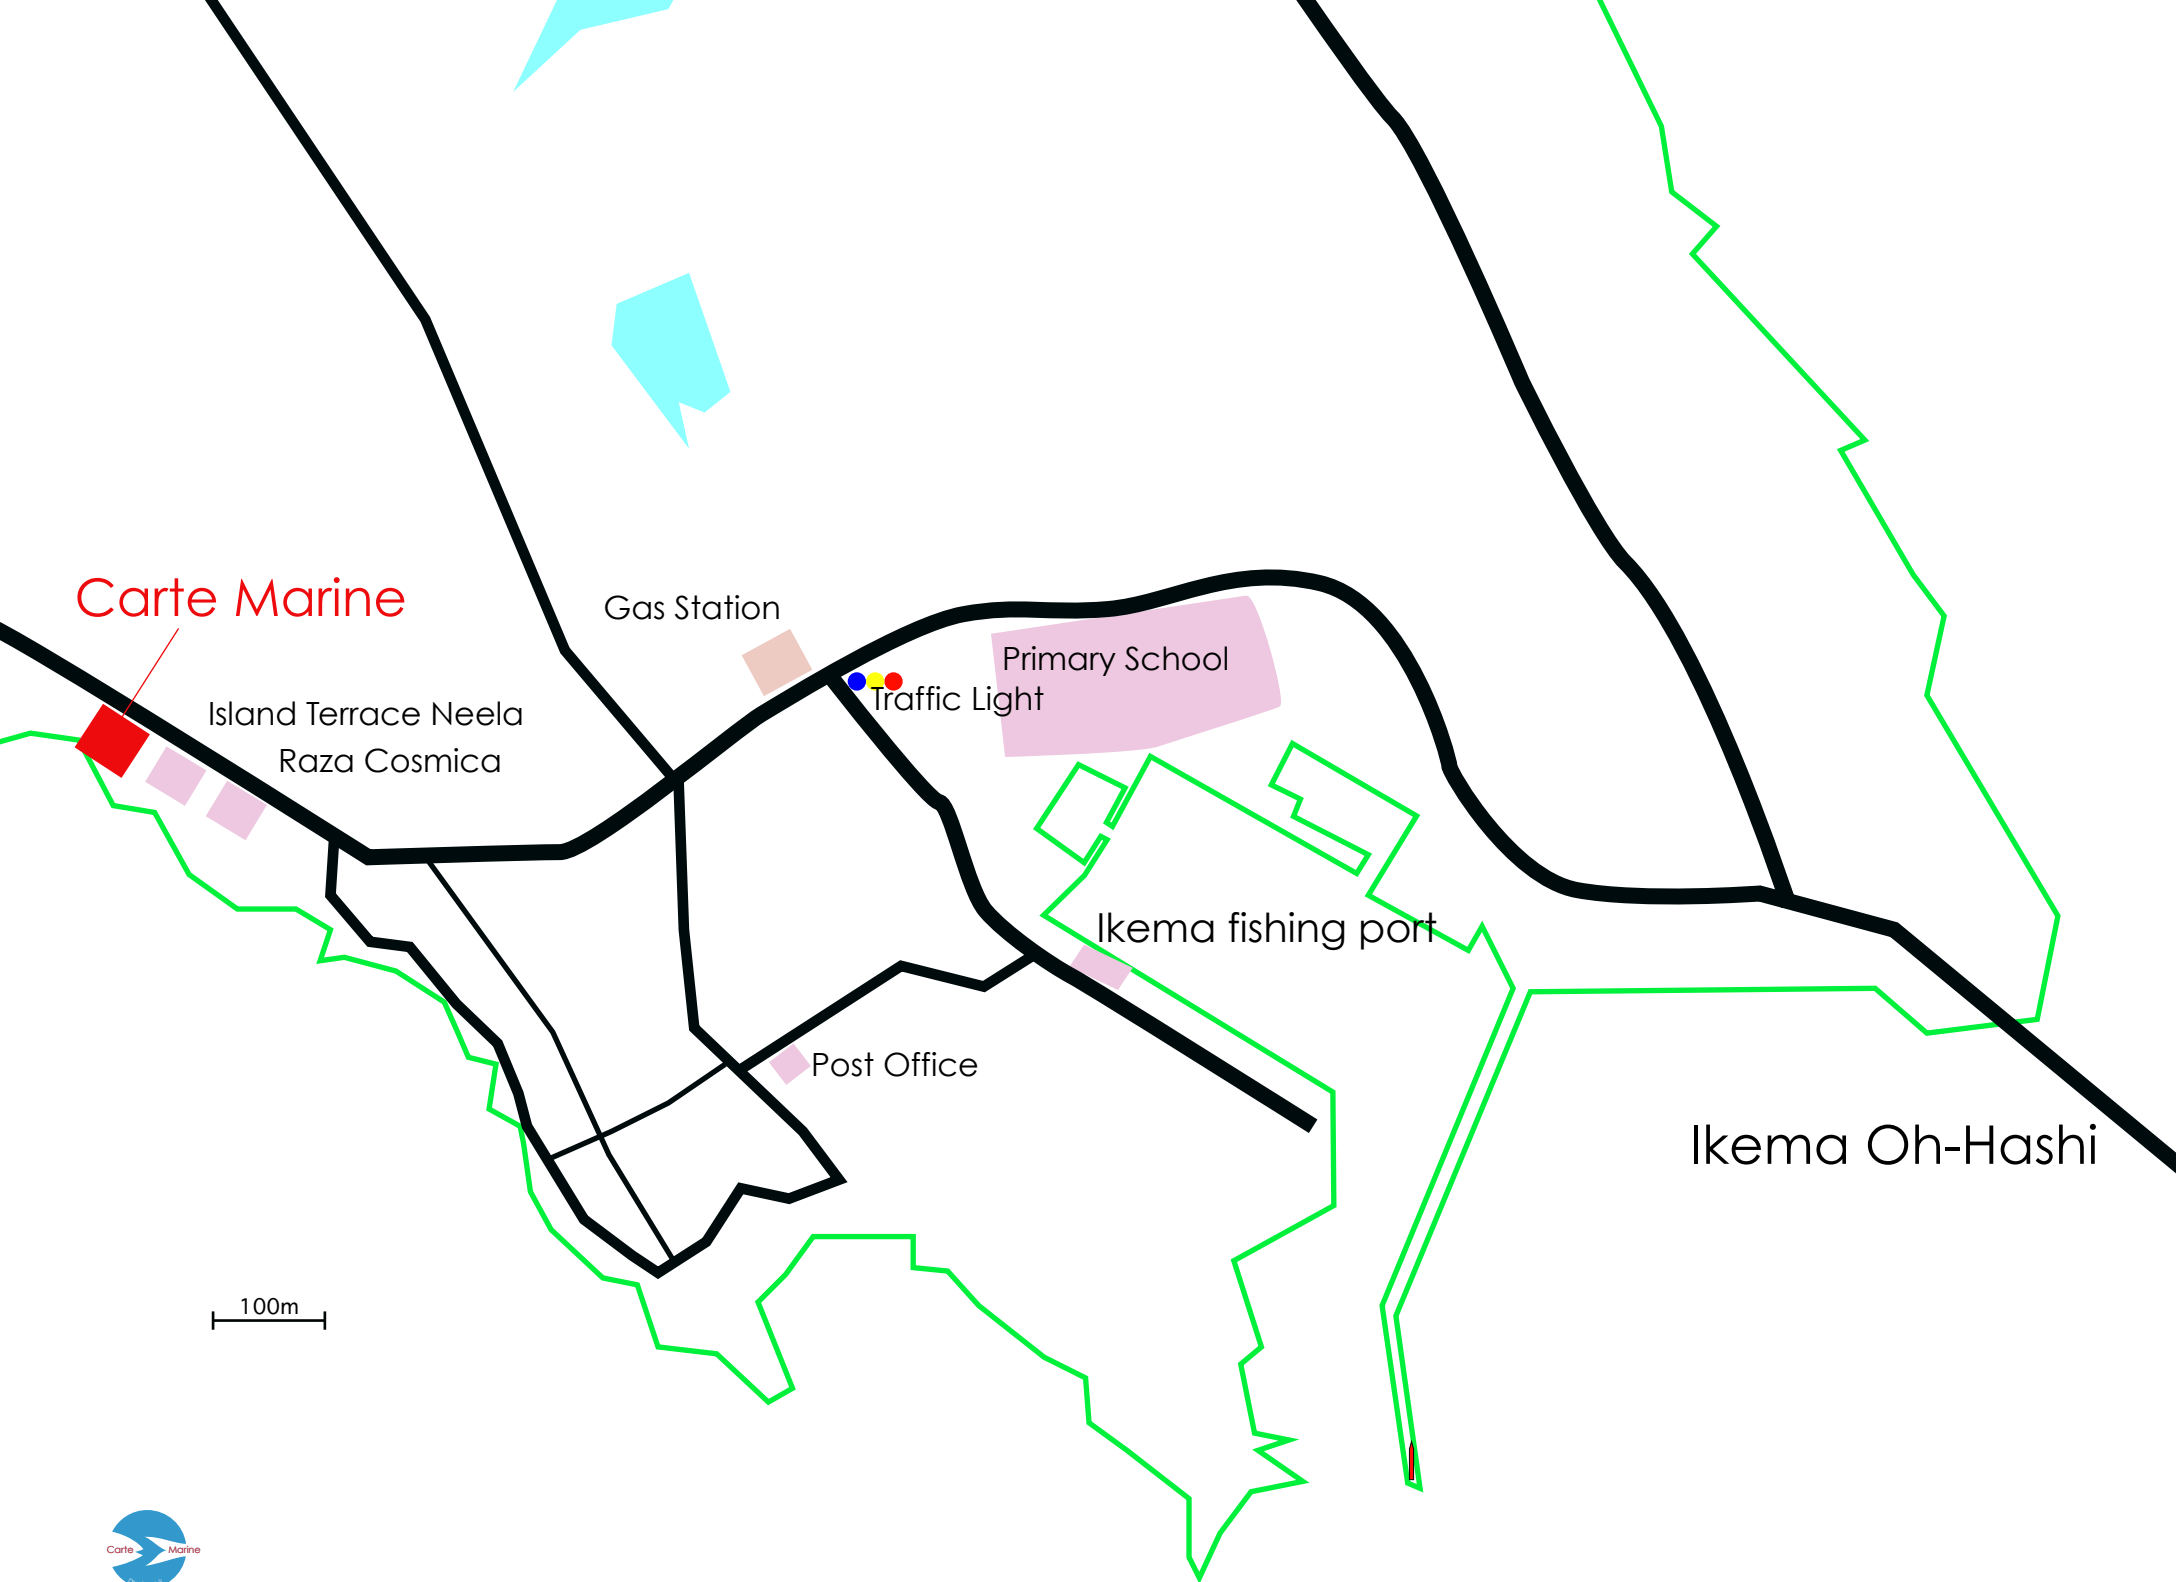 Carte Marine
Gas Station
Primary School
Traffic Light
Island Terrace Neela
Raza Cosmica
Ikema fishing port
Post Office
Ikema Oh-Hashi
100m
Carte Marine